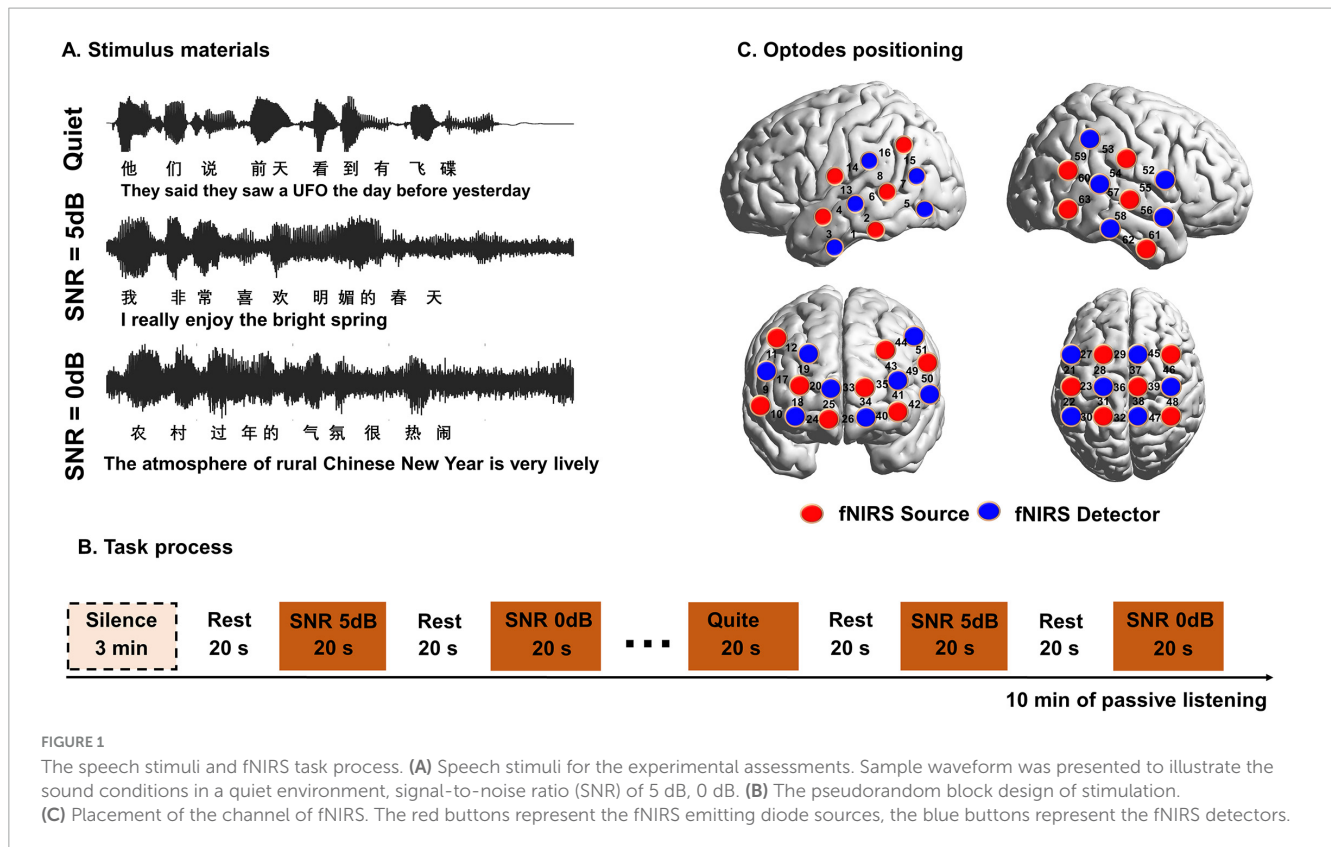 A. Stimulus materials
Quiet
他 们 说 前天 看 到 有 飞 碟
They said they saw a UFO the day before yesterday
SNR = 5dB
我 非 常 喜 欢 明 媚 的 春 天
I really enjoy the bright spring
SNR = 0dB
农 村 过 年 的 气 氛 很 热 闹
The atmosphere of rural Chinese New Year is very lively
C. Optodes positioning
16
14 15
8
13 7
6
4 5
2
3 1
53
59 52
54
60 55
57
63 56
58
61
62
44
12 51
11
19 43 49
17 35 50
9 20 33
41
18 25 34 42
10 40
24 26
27 29 45
21 28 37 46
23 36 39
22 31 38 48
30 32 47
fNIRS Source
fNIRS Detector
B. Task process
Silence
3 min
Rest
20 s
SNR 5dB
20 s
Rest
20 s
SNR 0dB
20 s
...
Quite
20 s
Rest
20 s
SNR 5dB
20 s
Rest
20 s
SNR 0dB
20 s
10 min of passive listening
FIGURE 1
The speech stimuli and fNIRS task process. (A) Speech stimuli for the experimental assessments. Sample waveform was presented to illustrate the
sound conditions in a quiet environment, signal-to-noise ratio (SNR) of 5 dB, 0 dB. (B) The pseudorandom block design of stimulation.
(C) Placement of the channel of fNIRS. The red buttons represent the fNIRS emitting diode sources, the blue buttons represent the fNIRS detectors.